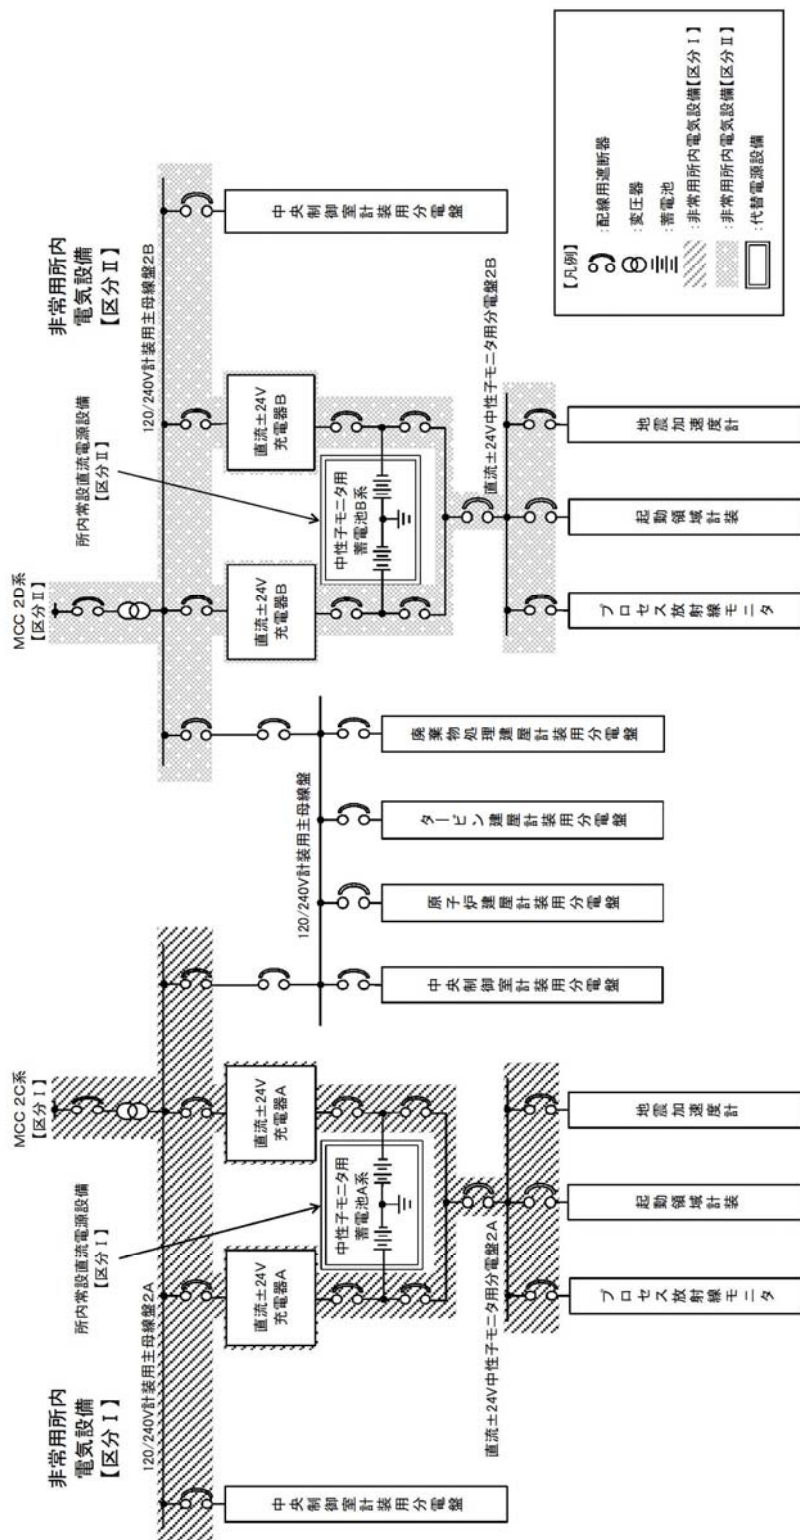 非常用所内
電気設備
【区分Ⅰ】
120/240V計装用主母線盤2A
所内常設直流電源設備
【区分Ⅰ】
MCC 2C系
【区分Ⅰ】
中央制御室計装用分電盤
直流±24V
充電器A
直流±24V
充電器A
中性子モニタ用
蓄電池A系
直流±24V中性子モニタ用分電盤2A
プロセス放射線モニタ
起動領域計装
地震加速度計
120/240V計装用主母線盤
中央制御室計装用分電盤
原子炉建屋計装用分電盤
タービン建屋計装用分電盤
廃棄物処理建屋計装用分電盤
MCC 2D系
【区分Ⅱ】
所内常設直流電源設備
【区分Ⅱ】
120/240V計装用主母線盤2B
非常用所内
電気設備
【区分Ⅱ】
直流±24V
充電器B
直流±24V
充電器B
中央制御室計装用分電盤
中性子モニタ用
蓄電池B系
直流±24V中性子モニタ用分電盤2B
プロセス放射線モニタ
起動領域計装
地震加速度計
【凡例】
:配線用遮断器
:変圧器
:蓄電池
:非常用所内電気設備【区分Ⅰ】
:非常用所内電気設備【区分Ⅱ】
:代替電源設備